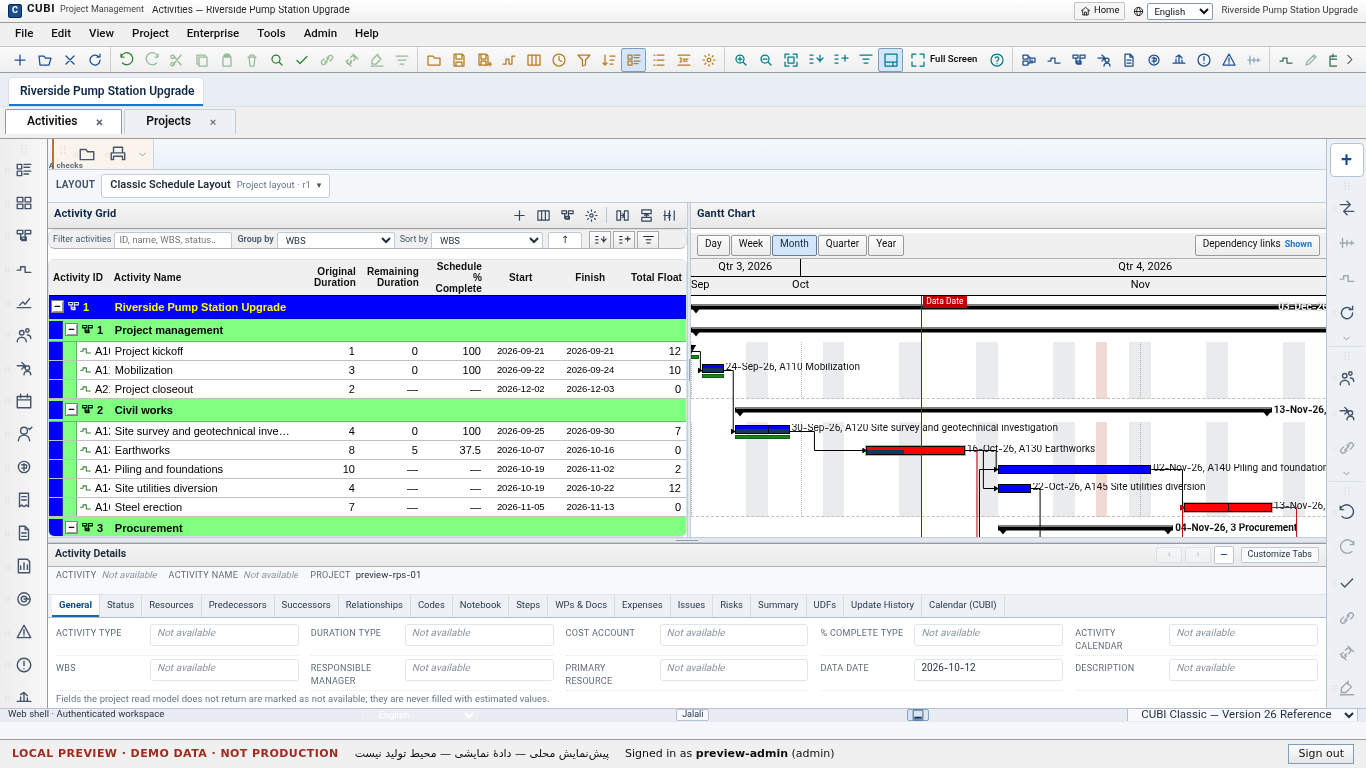 CUBI Project Management Activities — Riverside Pump Station Upgrade Home English Riverside Pump Station Upgrade
File Edit View Project Enterprise Tools Admin Help
Full Screen
Riverside Pump Station Upgrade
Activities × Projects ×
checks
LAYOUT Classic Schedule Layout Project layout · r1
Activity Grid
Gantt Chart
Filter activities ID, name, WBS, status.. Group by WBS Sort by WBS
Day Week Month Quarter Year Dependency links Shown
Activity ID Activity Name Original Duration Remaining Duration Schedule % Complete Start Finish Total Float
Qtr 3, 2026 Qtr 4, 2026
Sep Oct Nov
Data Date
1 Riverside Pump Station Upgrade 03-Dec-26
1 Project management
A10 Project kickoff 1 0 100 2026-09-21 2026-09-21 12
A1 Mobilization 3 0 100 2026-09-22 2026-09-24 10 24-Sep-26, A110 Mobilization
A2 Project closeout 2 — — 2026-12-02 2026-12-03 0
2 Civil works 13-Nov-26,
A1 Site survey and geotechnical inve… 4 0 100 2026-09-25 2026-09-30 7 30-Sep-26, A120 Site survey and geotechnical investigation
A1 Earthworks 8 5 37.5 2026-10-07 2026-10-16 0 16-Oct-26, A130 Earthworks
A1 Piling and foundations 10 — — 2026-10-19 2026-11-02 2 02-Nov-26, A140 Piling and foundation
A1 Site utilities diversion 4 — — 2026-10-19 2026-10-22 12 22-Oct-26, A145 Site utilities diversion
A1 Steel erection 7 — — 2026-11-05 2026-11-13 0 13-Nov-26,
3 Procurement 04-Nov-26, 3 Procurement
Activity Details Customize Tabs
ACTIVITY Not available ACTIVITY NAME Not available PROJECT preview-rps-01
General Status Resources Predecessors Successors Relationships Codes Notebook Steps WPs & Docs Expenses Issues Risks Summary UDFs Update History Calendar (CUBI)
ACTIVITY TYPE Not available DURATION TYPE Not available COST ACCOUNT Not available % COMPLETE TYPE Not available ACTIVITY CALENDAR Not available
WBS Not available RESPONSIBLE MANAGER Not available PRIMARY RESOURCE Not available DATA DATE 2026-10-12 DESCRIPTION Not available
Fields the project read model does not return are marked as not available; they are never filled with estimated values.
Web shell · Authenticated workspace English Jalali CUBI Classic — Version 26 Reference
LOCAL PREVIEW · DEMO DATA · NOT PRODUCTION پیش‌نمایش محلی — دادهٔ نمایشی — محیط تولید نیست Signed in as preview-admin (admin) Sign out